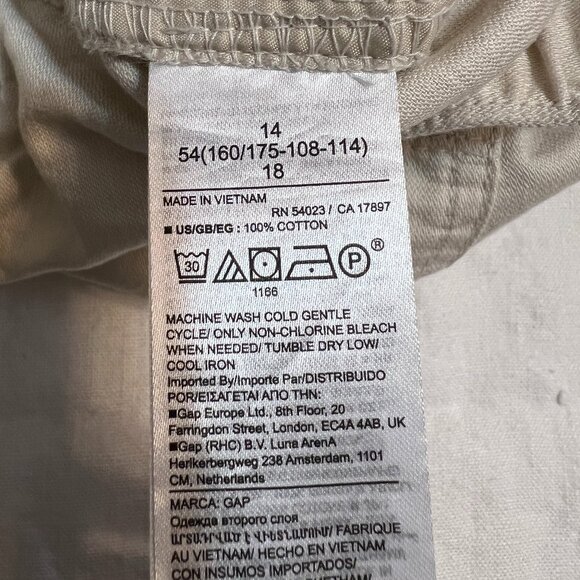 14
54(160/175-108-114)
18
MADE IN VIETNAM
RN 54023 / CA 17897
■ US/GB/EG : 100% COTTON
30 P ®
1166
MACHINE WASH COLD GENTLE
CYCLE/ ONLY NON-CHLORINE BLEACH
WHEN NEEDED/ TUMBLE DRY LOW/
COOL IRON
Imported By/Importe Par/DISTRIBUIDO
POR/ΕΙΣΑΓΕΤΑΙ ΑΠΟ ΤΗΝ:
■Gap Europe Ltd., 8th Floor, 20
Farringdon Street, London, EC4A 4AB, UK
■Gap (RHC) B.V. Luna ArenA
Herikerbergweg 238 Amsterdam, 1101
CM, Netherlands
MARCA: GAP
Одежда второго слоя
ԱՐՏԱԴՐՎԱԾ Է ՎԻԵՏՆԱՄՈՒՄ/ FABRIQUE
AU VIETNAM/ HECHO EN VIETNAM
CON INSUMOS IMPORTADOS/